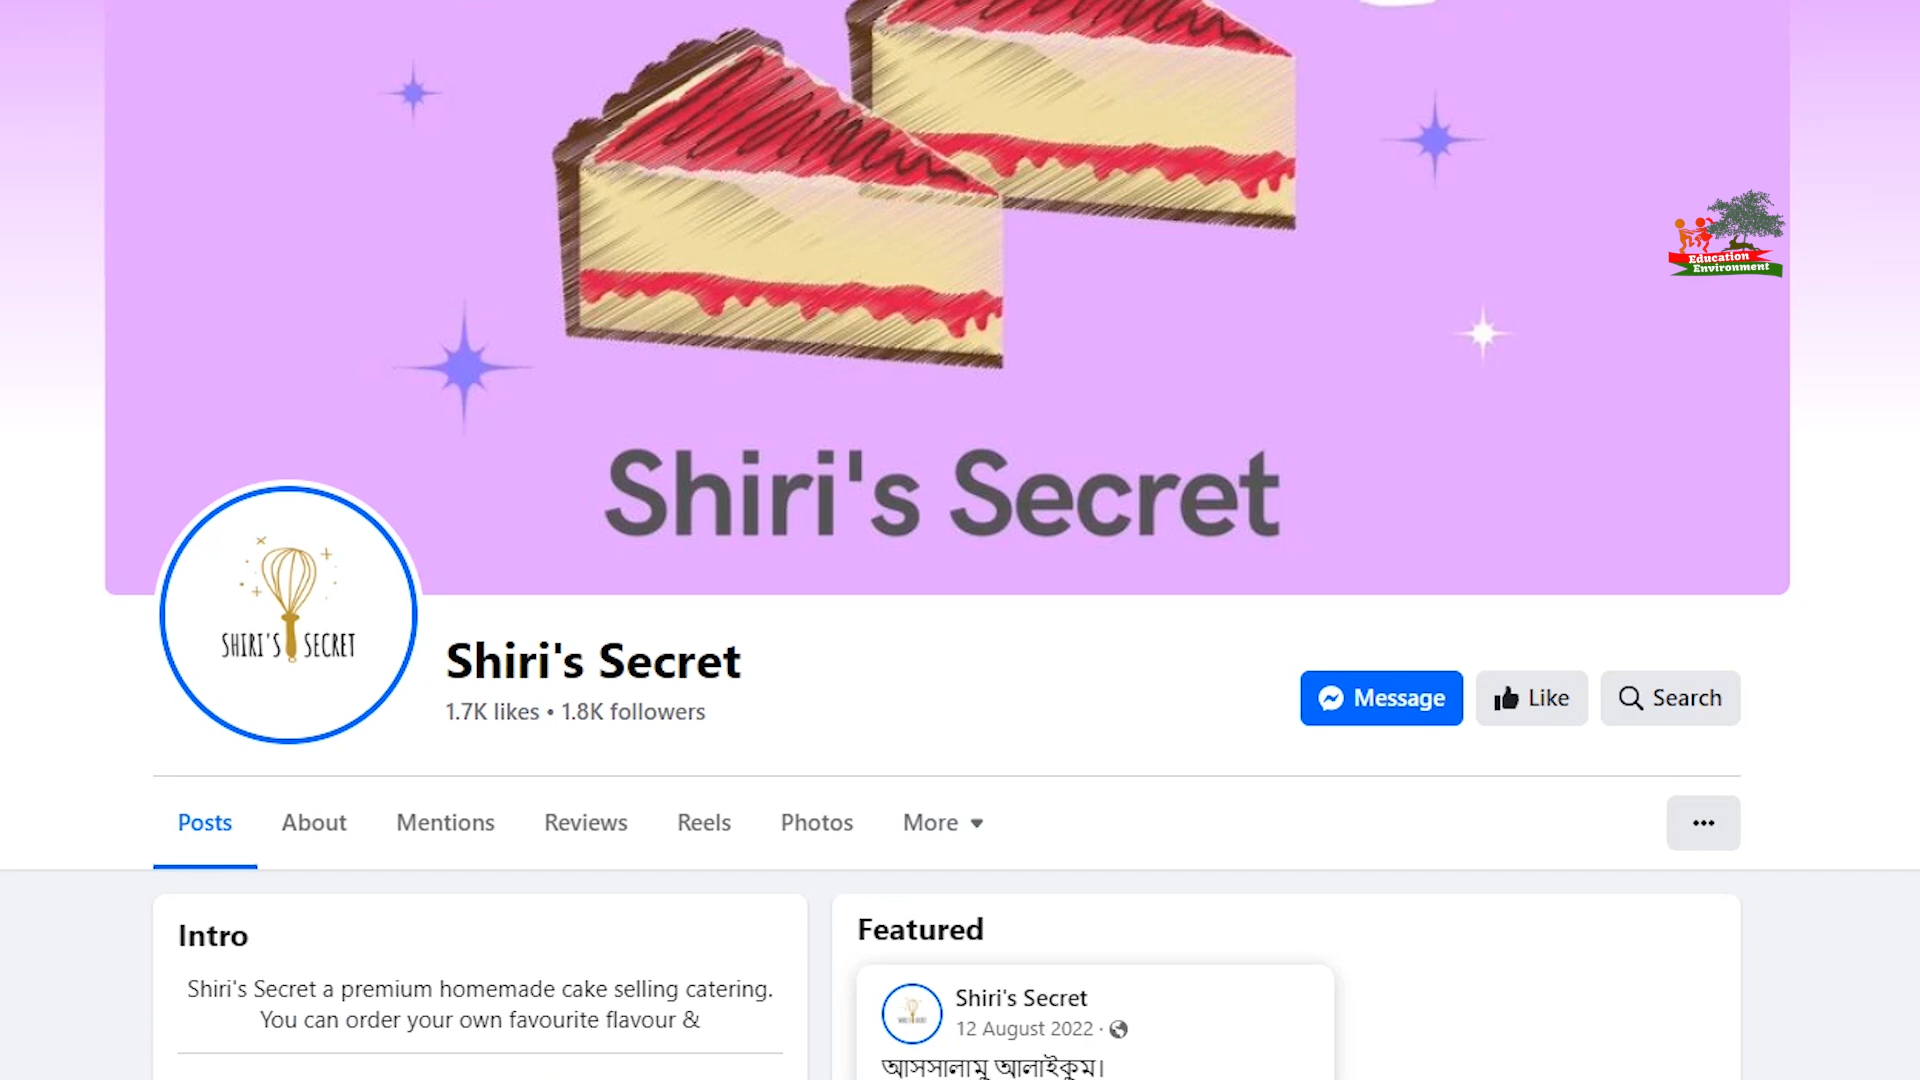 Education
Environment
Shiri's Secret
SHIRI'S SECRET
Shiri's Secret
1.7K likes • 1.8K followers
Message
Like
Search
Posts
About
Mentions
Reviews
Reels
Photos
More
Intro
Shiri's Secret a premium homemade cake selling catering.
You can order your own favourite flavour &
Featured
Shiri's Secret
12 August 2022 ·
আসসালামু আলাইকুম।